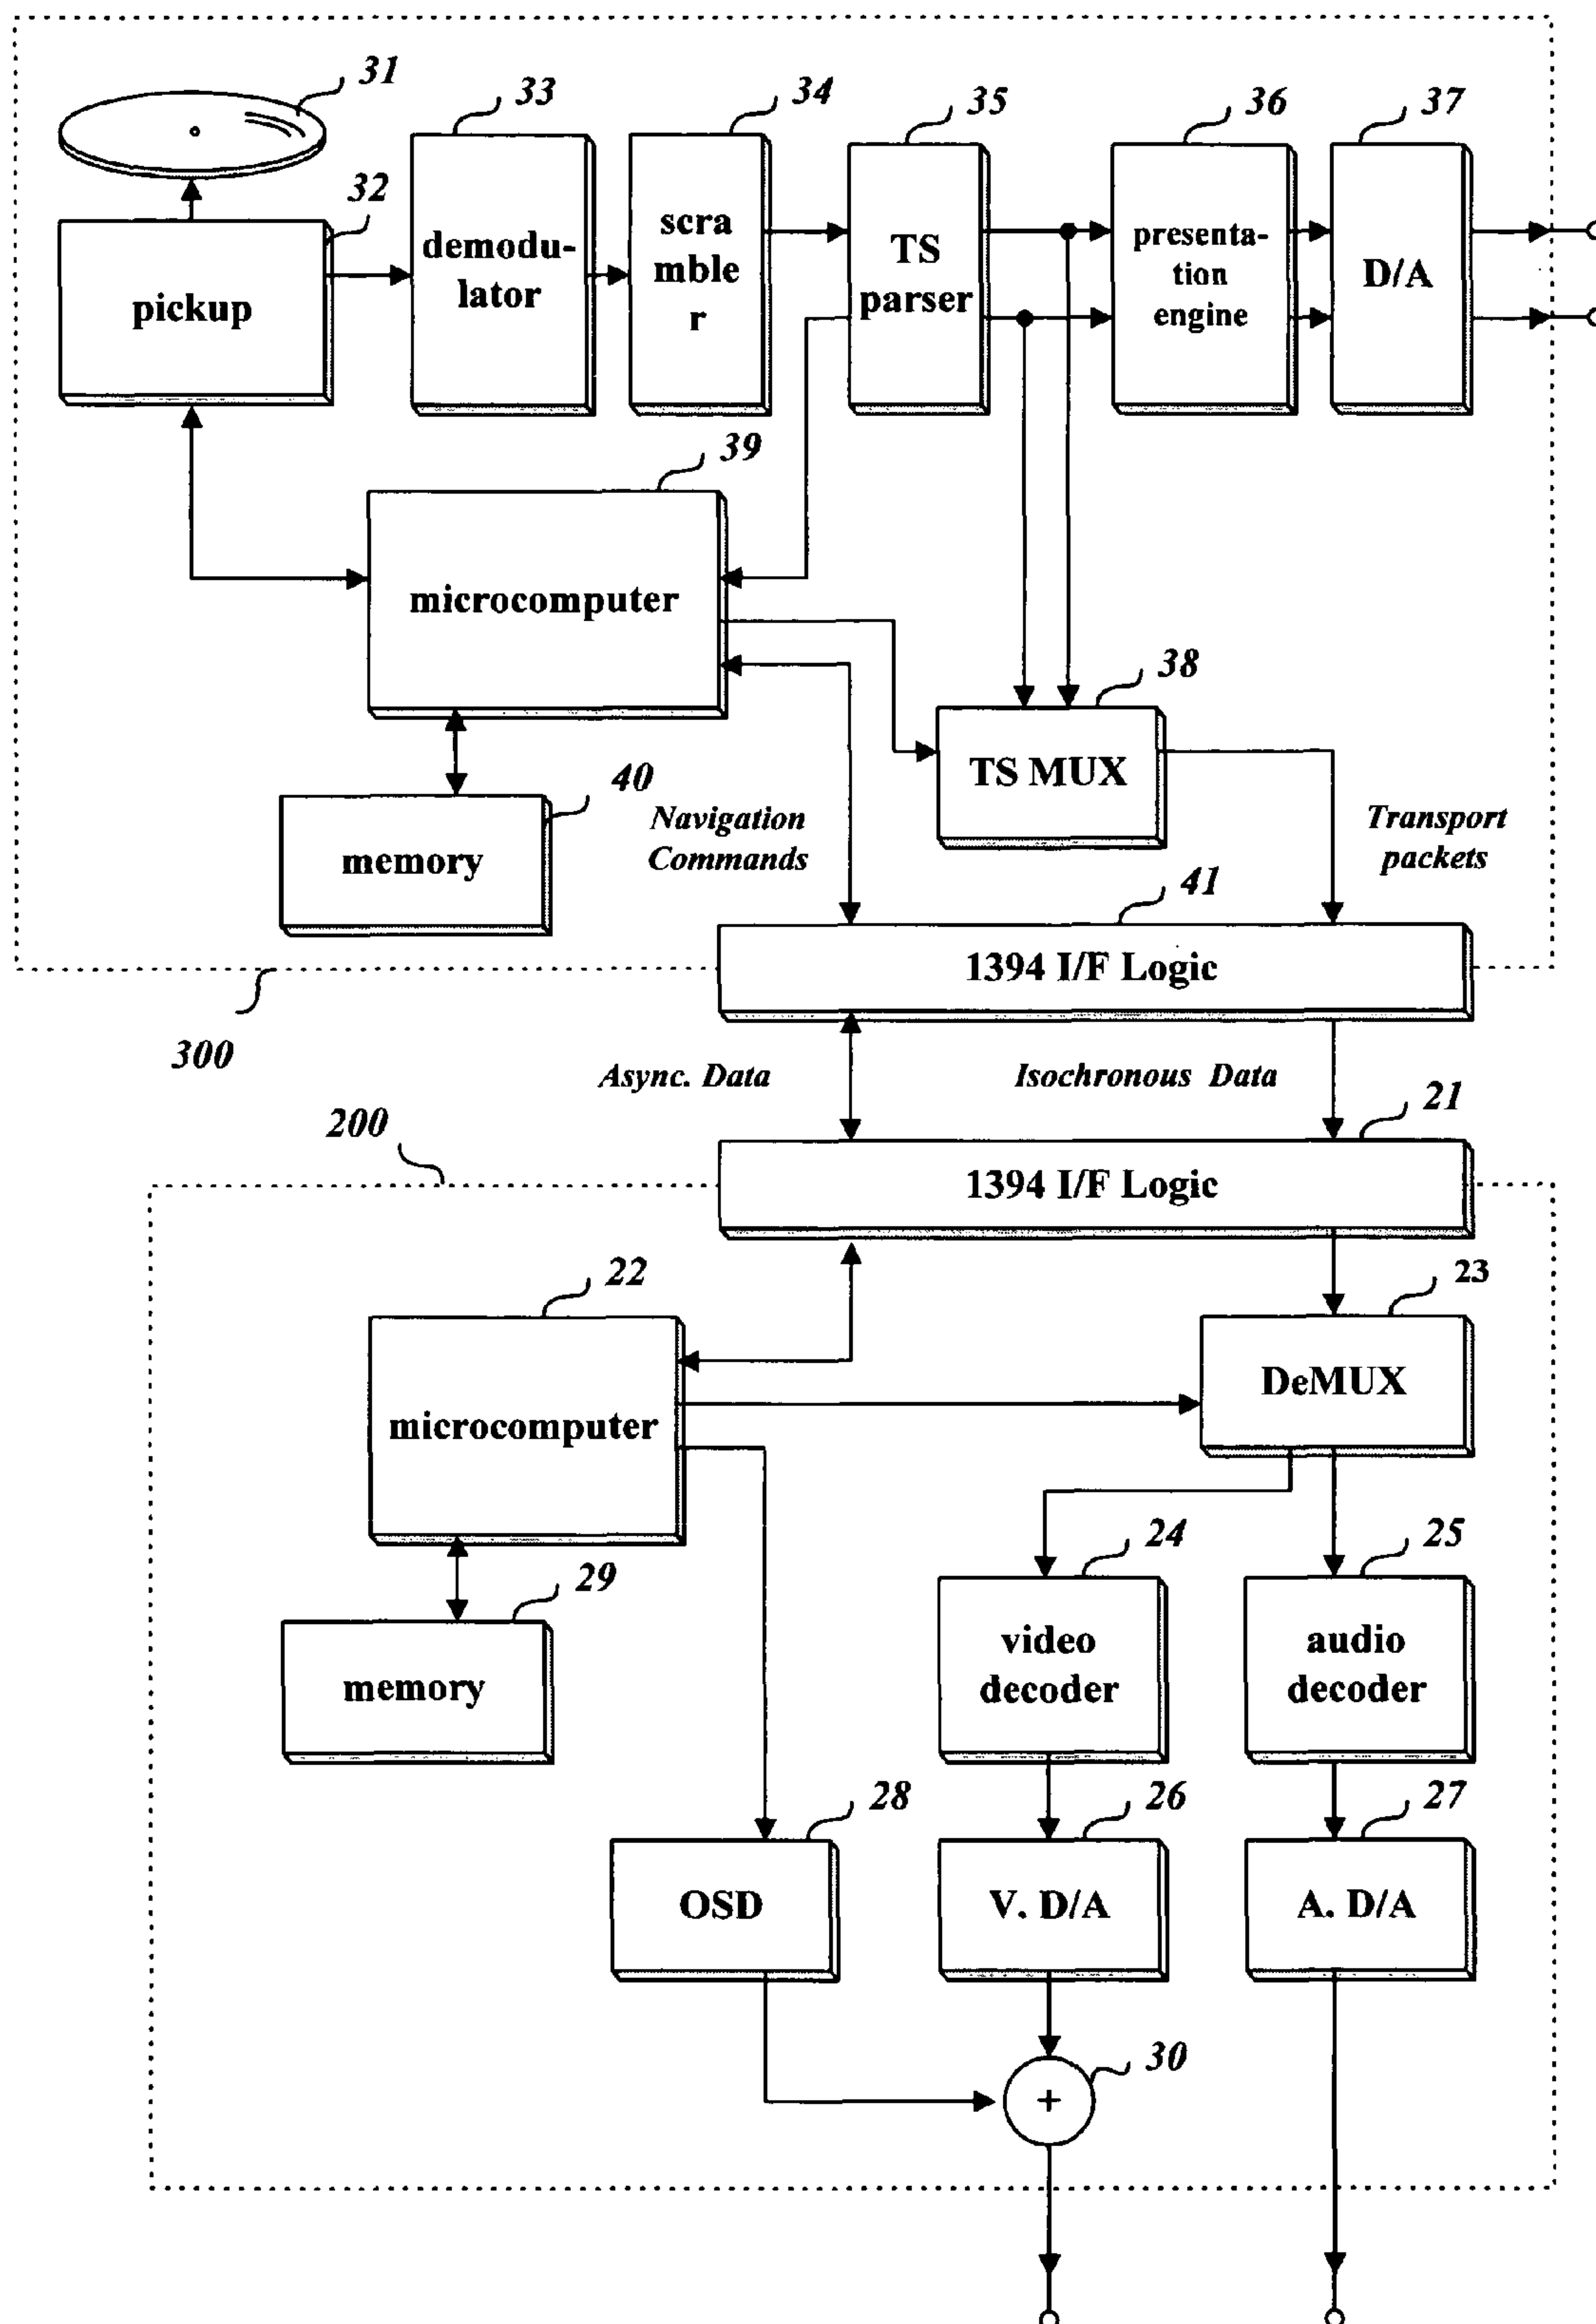 31
33
34
35
36
37
32
demodu-
lator
scra
mble
r
TS
parser
presenta-
tion
engine
D/A
pickup
39
microcomputer
38
TS MUX
40
memory
Navigation
Commands
Transport
packets
41
1394 I/F Logic
300
Async. Data
Isochronous Data
21
200
1394 I/F Logic
22
23
DeMUX
microcomputer
24
25
29
video
decoder
audio
decoder
memory
28
26
27
OSD
V. D/A
A. D/A
30
+